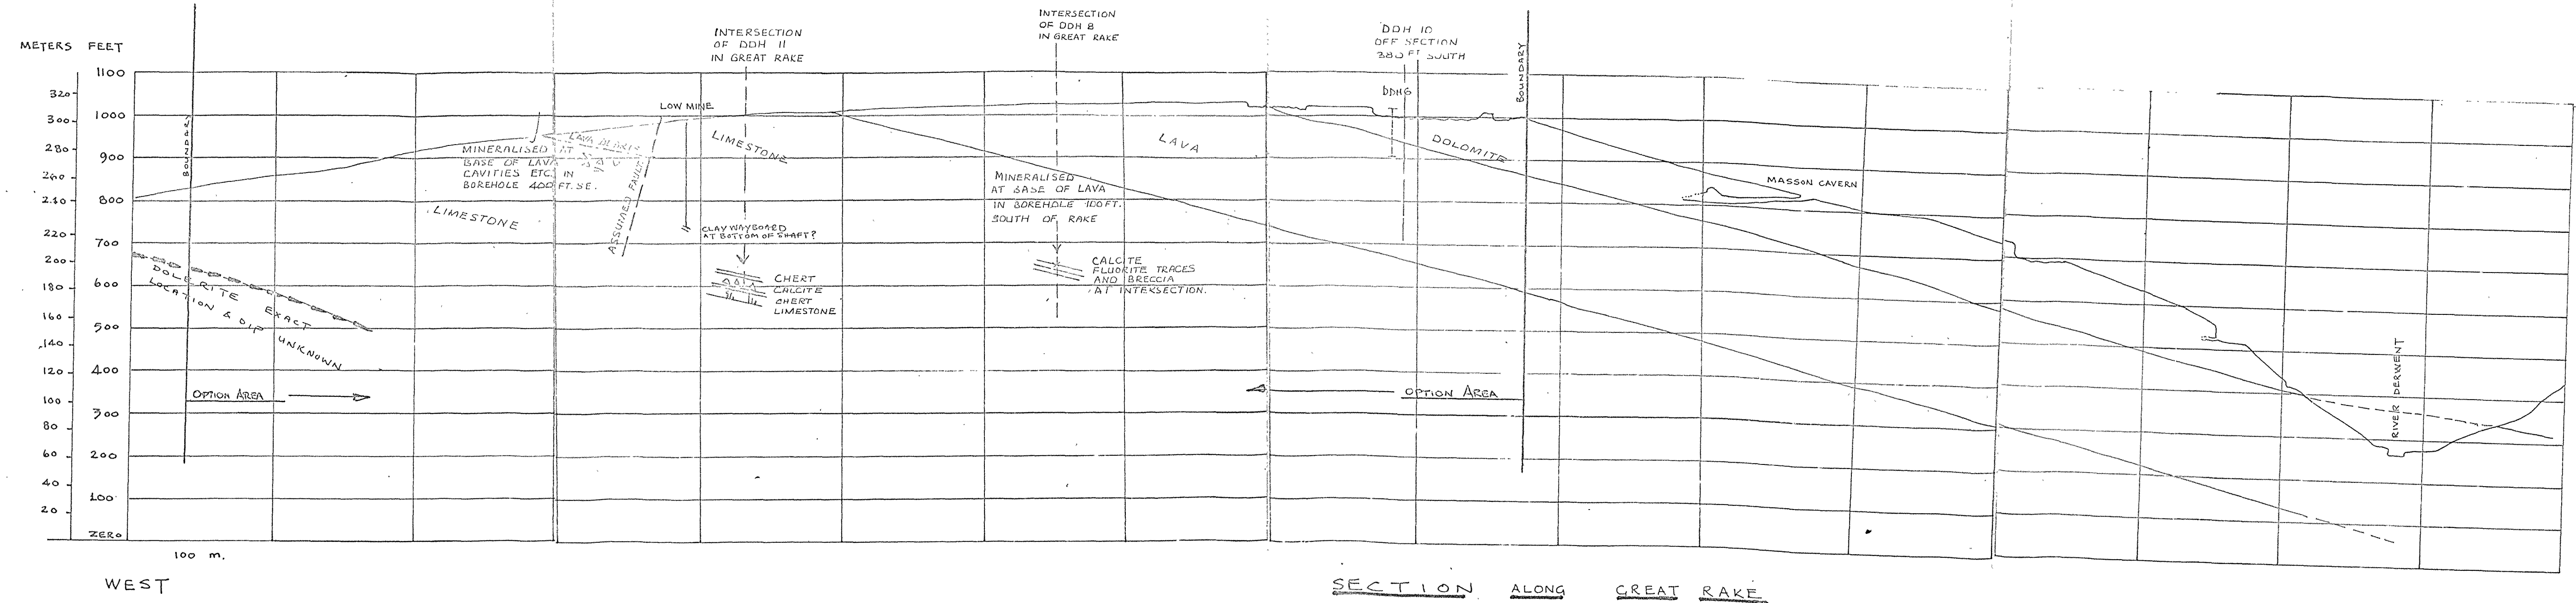 METERS FEET
1100
1000
900
800
700
600
500
400
300
200
100
ZERO
320
300
280
260
240
220
200
180
160
140
120
100
80
60
40
20
BOUNDARY
INTERSECTION
OF DDH 11
IN GREAT RAKE
INTERSECTION
OF DDH 8
IN GREAT RAKE
DDH 10
OFF SECTION
380 FT SOUTH
DDH6
BOUNDARY
LOW MINE
LIMESTONE
LAVA
MINERALISED AT
BASE OF LAVA
CAVITIES ETC. IN
BOREHOLE 400 FT. SE.
LIMESTONE
ASSUMED FAULT
CLAY WAYBOARD
AT BOTTOM OF SHAFT?
CHERT
CALCITE
CHERT
LIMESTONE
LAVA
MINERALISED
AT BASE OF LAVA
IN BOREHOLE 100FT.
SOUTH OF RAKE
CALCITE
FLUORITE TRACES
AND BRECCIA
AT INTERSECTION.
DOLOMITE
MASSON CAVERN
RIVER DERWENT
DOLERITE EXACT
LOCATION & DIP UNKNOWN
OPTION AREA
OPTION AREA
100 m.
WEST
SECTION ALONG GREAT RAKE